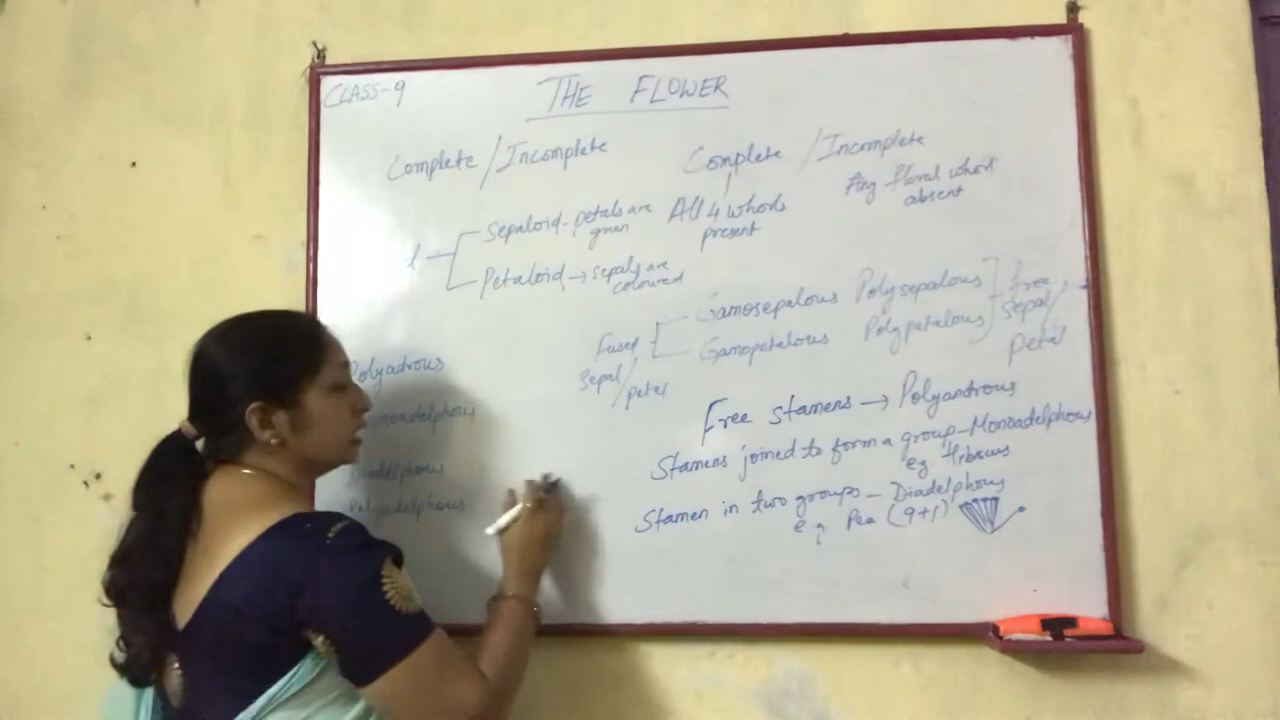 CLASS-9
THE FLOWER
Complete / Incomplete
Sepaloid - petals are
green
Petaloid → sepals are
coloured
Complete / Incomplete
All 4 whorls
present
Any floral whorl
absent
Fused
Sepal/
petal
Gamosepalous Polysepalous
Gamopetalous Polypetalous
free
Sepal/
Petal
Polyadrous
Monoadelphous
Diadelphous
Polyadelphous
Free stamens → Polyandrous
Stamens joined to form a group - Monoadelphous
eg Hibiscus
Stamen in two groups - Diadelphous
e.g Pea (9+1)